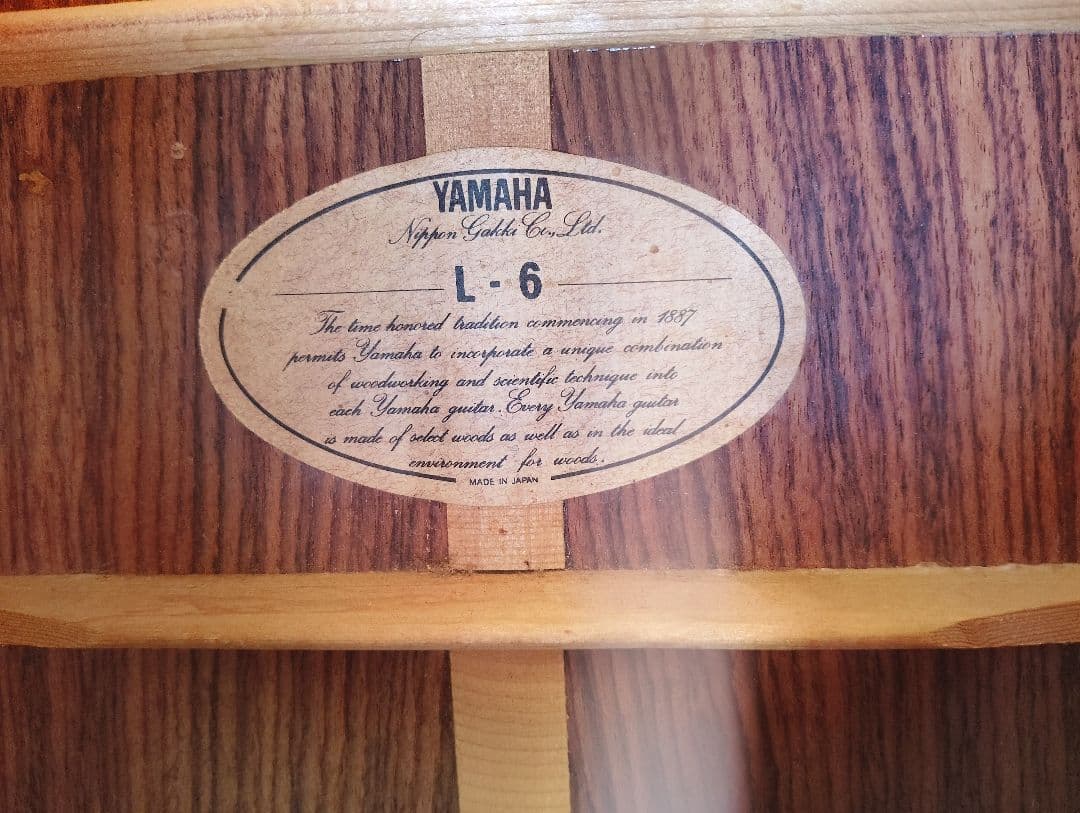 YAMAHA
Nippon Gakki Co., Ltd.
L - 6
The time honored tradition commencing in 1887
permits Yamaha to incorporate a unique combination
of woodworking and scientific technique into
each Yamaha guitar. Every Yamaha guitar
is made of select woods as well as in the ideal
environment for woods.
MADE IN JAPAN